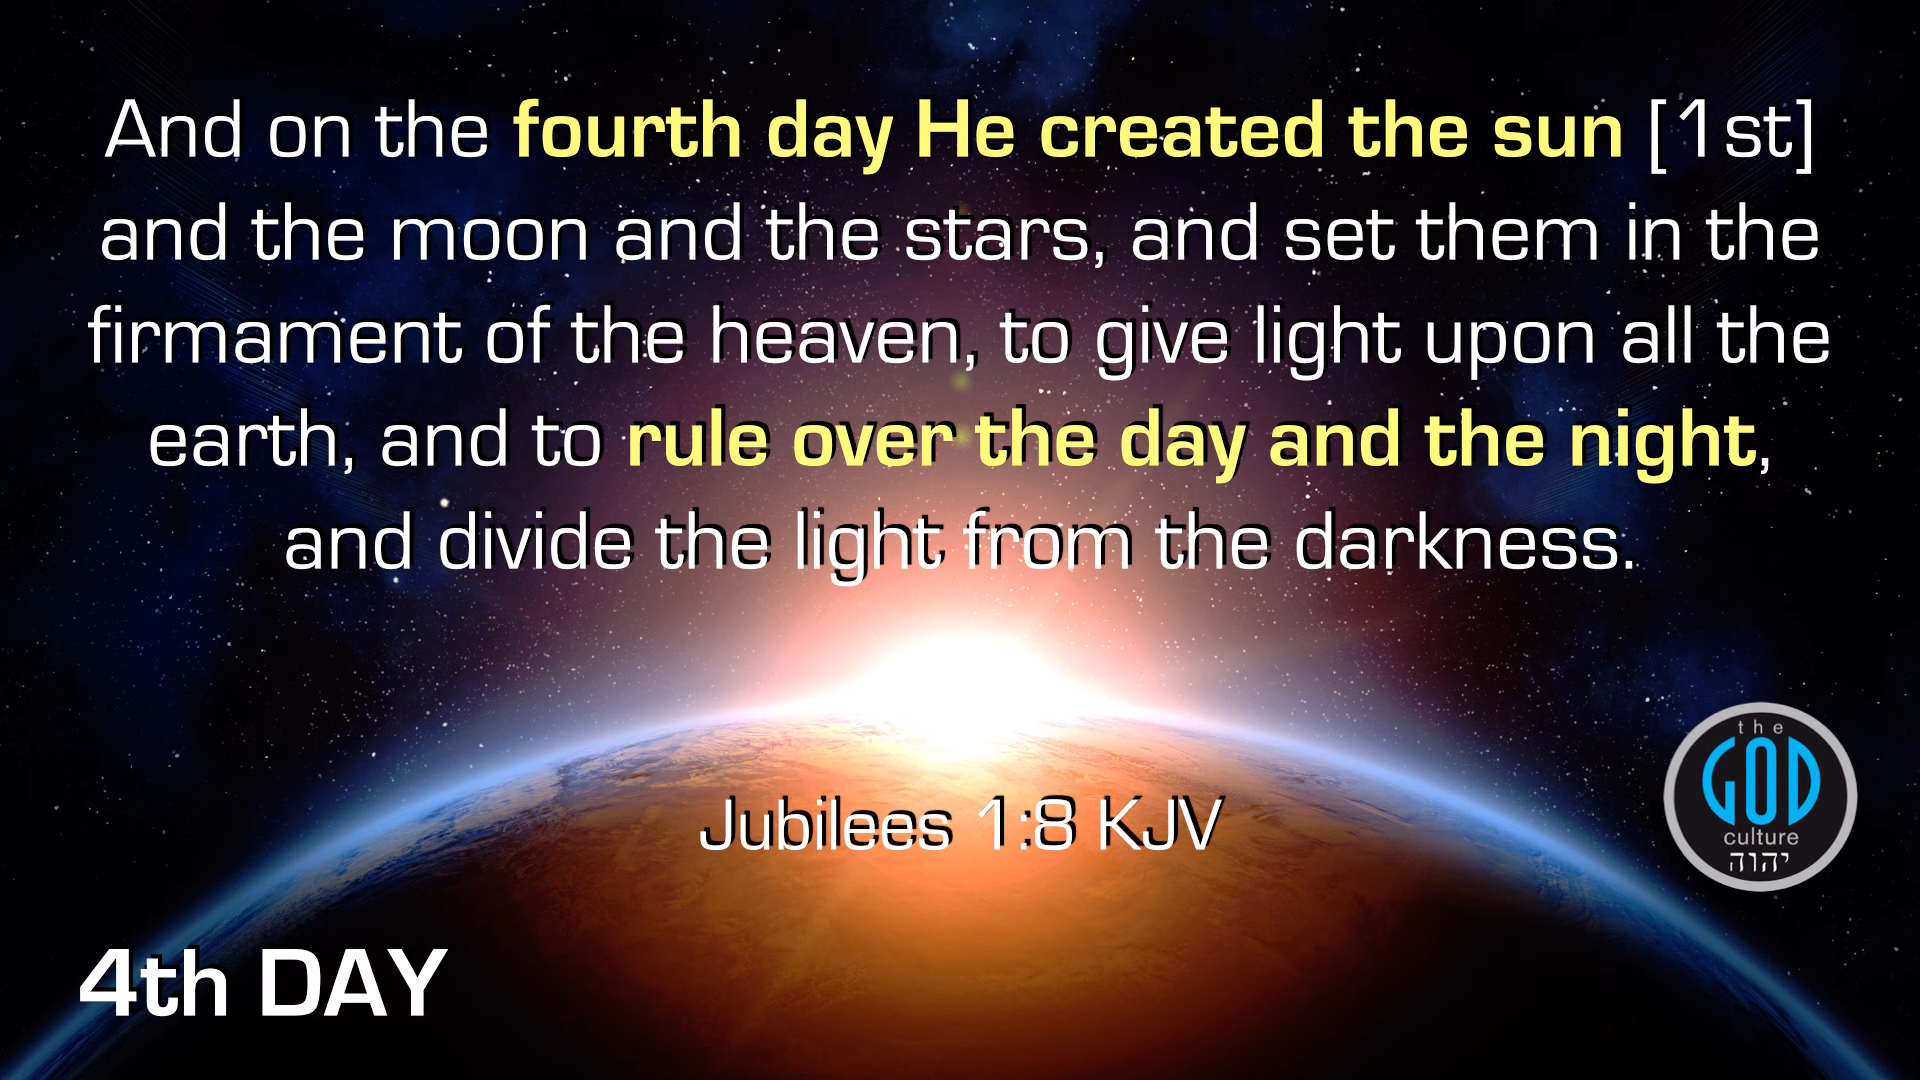 And on the fourth day He created the sun [1st]
and the moon and the stars, and set them in the
firmament of the heaven, to give light upon all the
earth, and to rule over the day and the night,
and divide the light from the darkness.
Jubilees 1:8 KJV
the
GOD
culture
יהוה
4th DAY